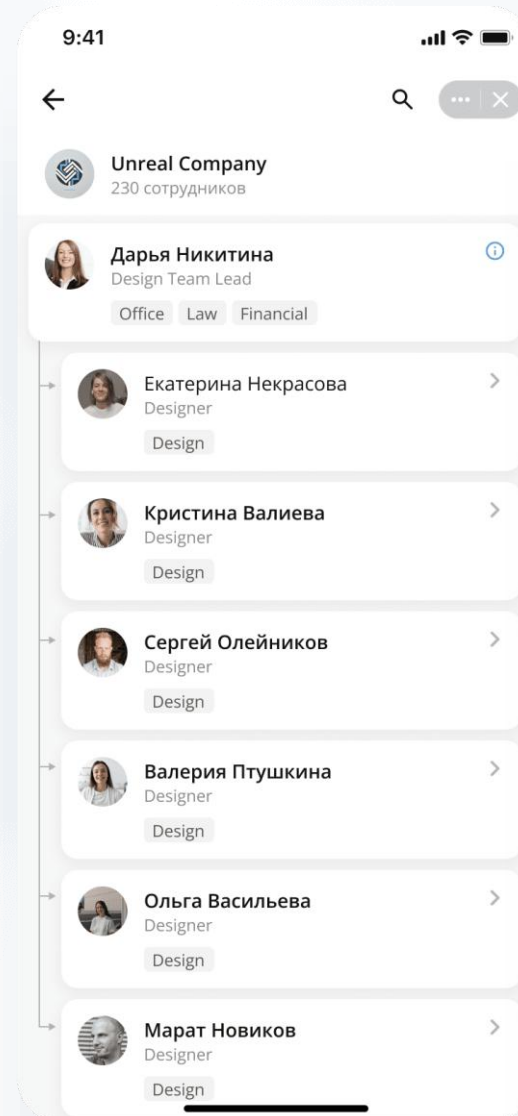 9:41
Unreal Company
230 сотрудников
Дарья Никитина
Design Team Lead
Office Law Financial
Екатерина Некрасова
Designer
Design
Кристина Валиева
Designer
Design
Сергей Олейников
Designer
Design
Валерия Птушкина
Designer
Design
Ольга Васильева
Designer
Design
Марат Новиков
Designer
Design